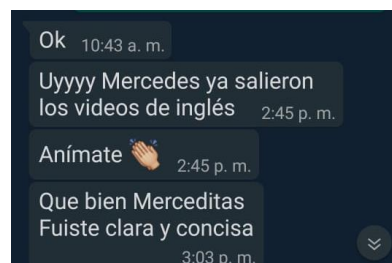 Ok 10:43 a. m.
Uyyyy Mercedes ya salieron
los videos de inglés 2:45 p. m.
Anímate 👏 2:45 p. m.
Que bien Merceditas
Fuiste clara y concisa
3:03 p. m.